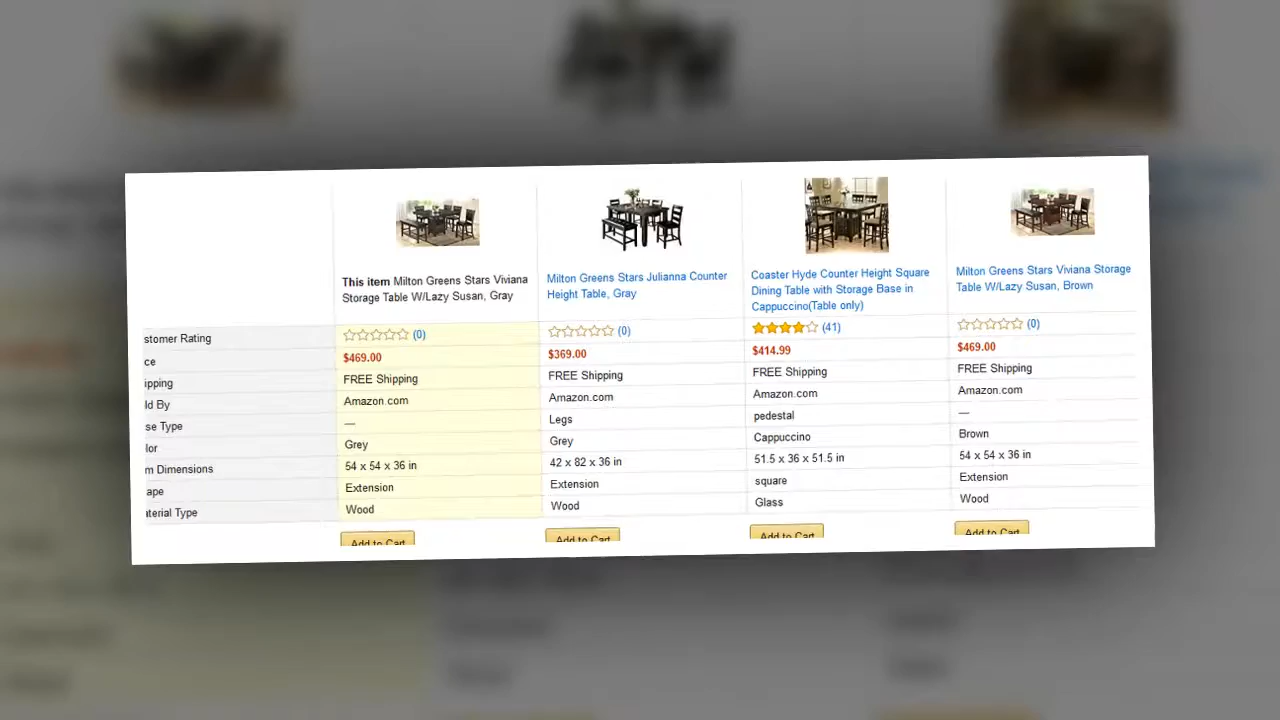 This item Milton Greens Stars Viviana
Storage Table W/Lazy Susan, Gray
Milton Greens Stars Julianna Counter
Height Table, Gray
Coaster Hyde Counter Height Square
Dining Table with Storage Base in
Cappuccino(Table only)
Milton Greens Stars Viviana Storage
Table W/Lazy Susan, Brown
stomer Rating (0) (0) (41) (0)
ce $469.00 $369.00 $414.99 $469.00
ipping FREE Shipping FREE Shipping FREE Shipping FREE Shipping
ld By Amazon.com Amazon.com Amazon.com Amazon.com
se Type — Legs pedestal —
lor Grey Grey Cappuccino Brown
m Dimensions 54 x 54 x 36 in 42 x 82 x 36 in 51.5 x 36 x 51.5 in 54 x 54 x 36 in
ape Extension Extension square Extension
aterial Type Wood Wood Glass Wood
Add to Cart Add to Cart Add to Cart Add to Cart